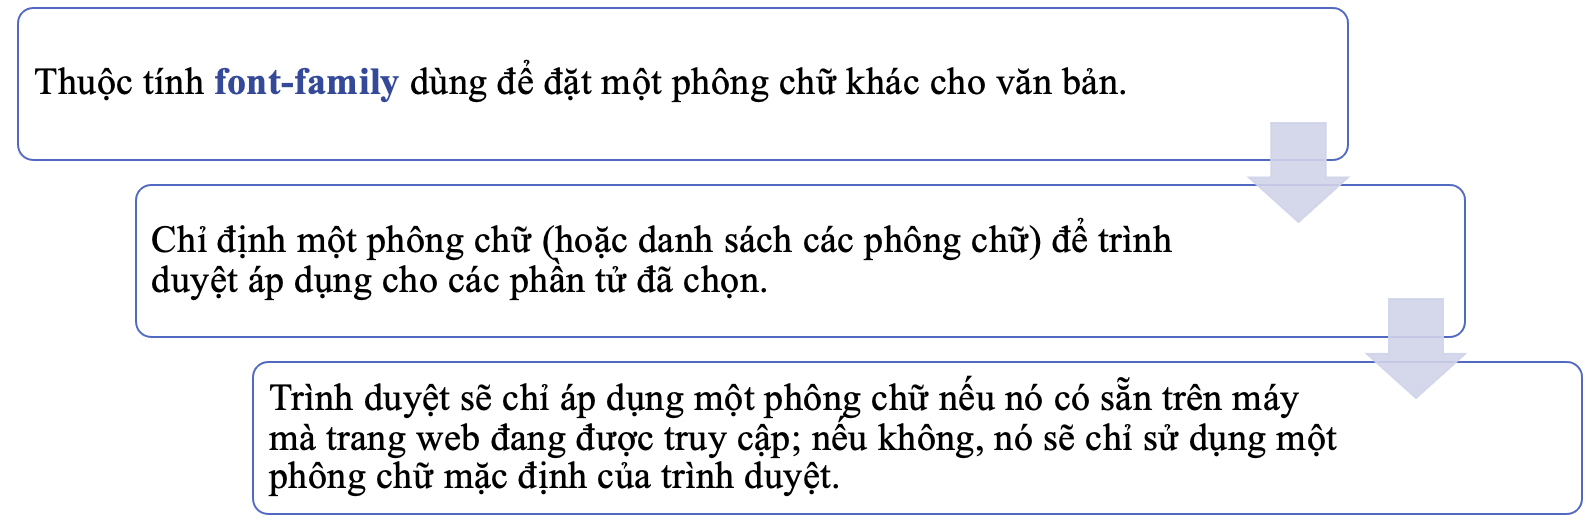 Thuộc tính font-family dùng để đặt một phông chữ khác cho văn bản.
Chỉ định một phông chữ (hoặc danh sách các phông chữ) để trình
duyệt áp dụng cho các phần tử đã chọn.
Trình duyệt sẽ chỉ áp dụng một phông chữ nếu nó có sẵn trên máy
mà trang web đang được truy cập; nếu không, nó sẽ chỉ sử dụng một
phông chữ mặc định của trình duyệt.